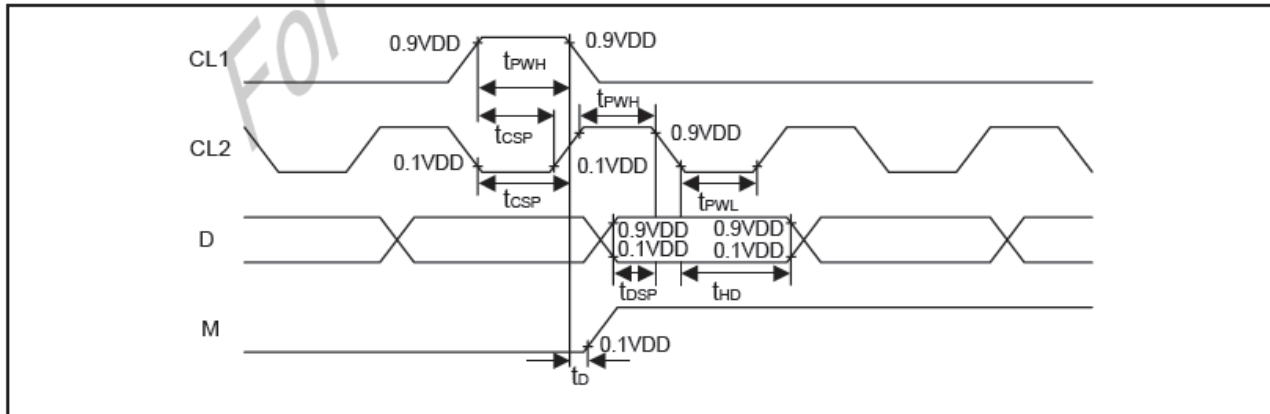 For
CL1
0.9VDD
0.9VDD
tPWH
tCSP
tPWH
CL2
0.9VDD
0.1VDD
0.1VDD
tCSP
tPWL
D
0.9VDD
0.9VDD
0.1VDD
0.1VDD
tDSP
tHD
M
0.1VDD
tD